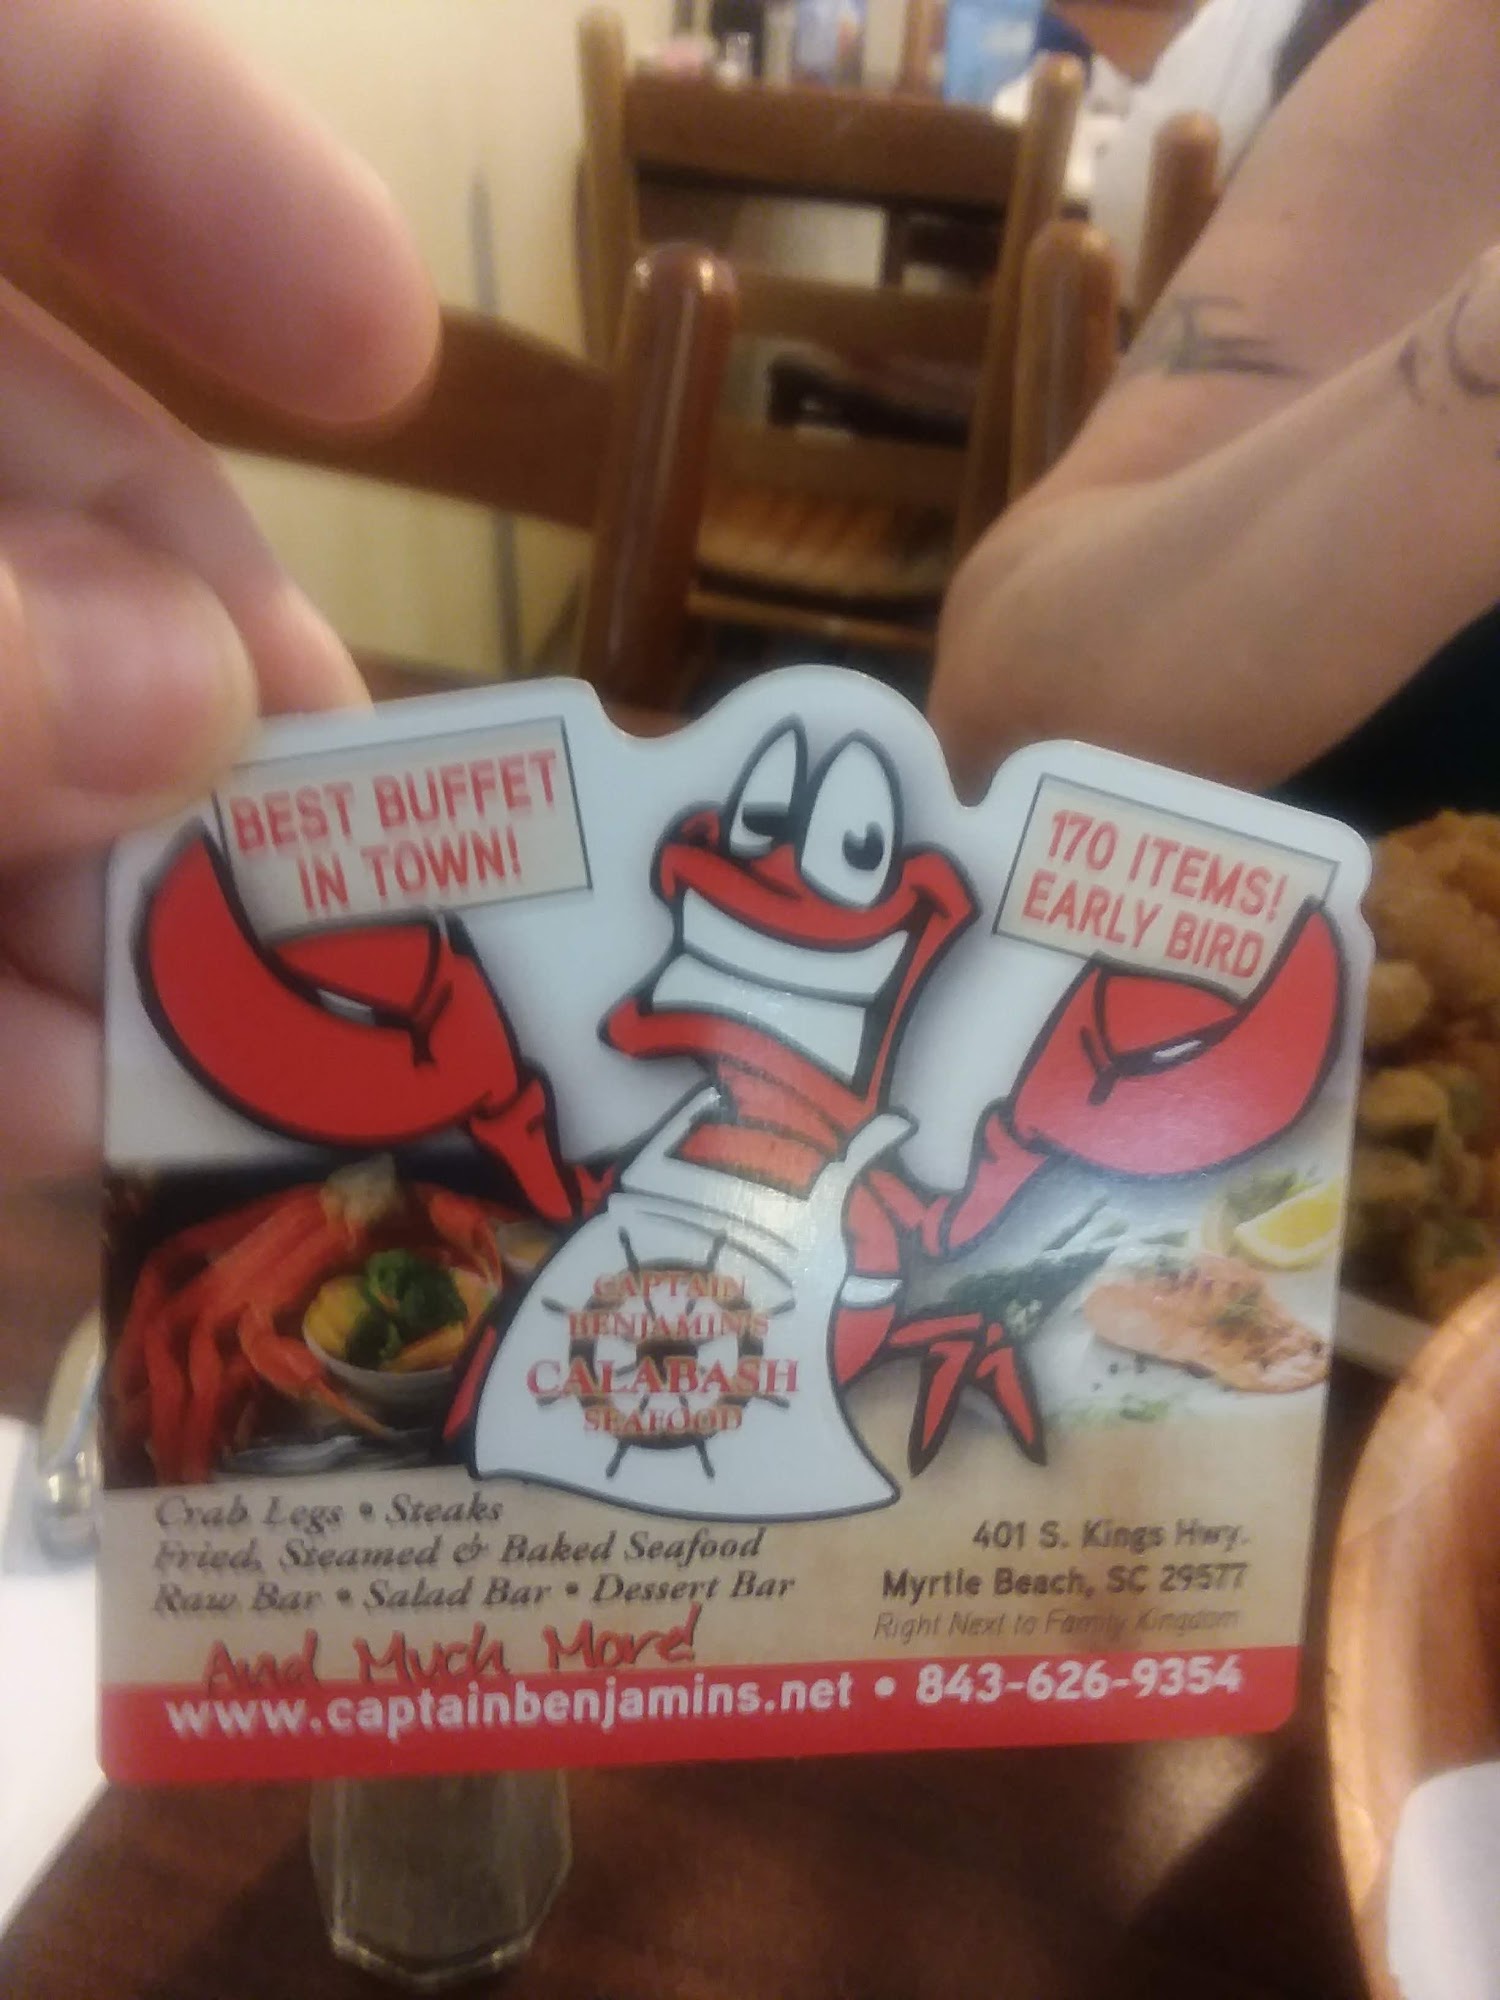 BEST BUFFET
IN TOWN!
170 ITEMS!
EARLY BIRD
CAPTAIN
BENJAMIN'S
CALABASH
SEAFOOD
Crab Legs • Steaks
Fried, Steamed & Baked Seafood
Raw Bar • Salad Bar • Dessert Bar
And Much More!
401 S. Kings Hwy.
Myrtle Beach, SC 29577
Right Next to Family Kingdom
www.captainbenjamins.net • 843-626-9354